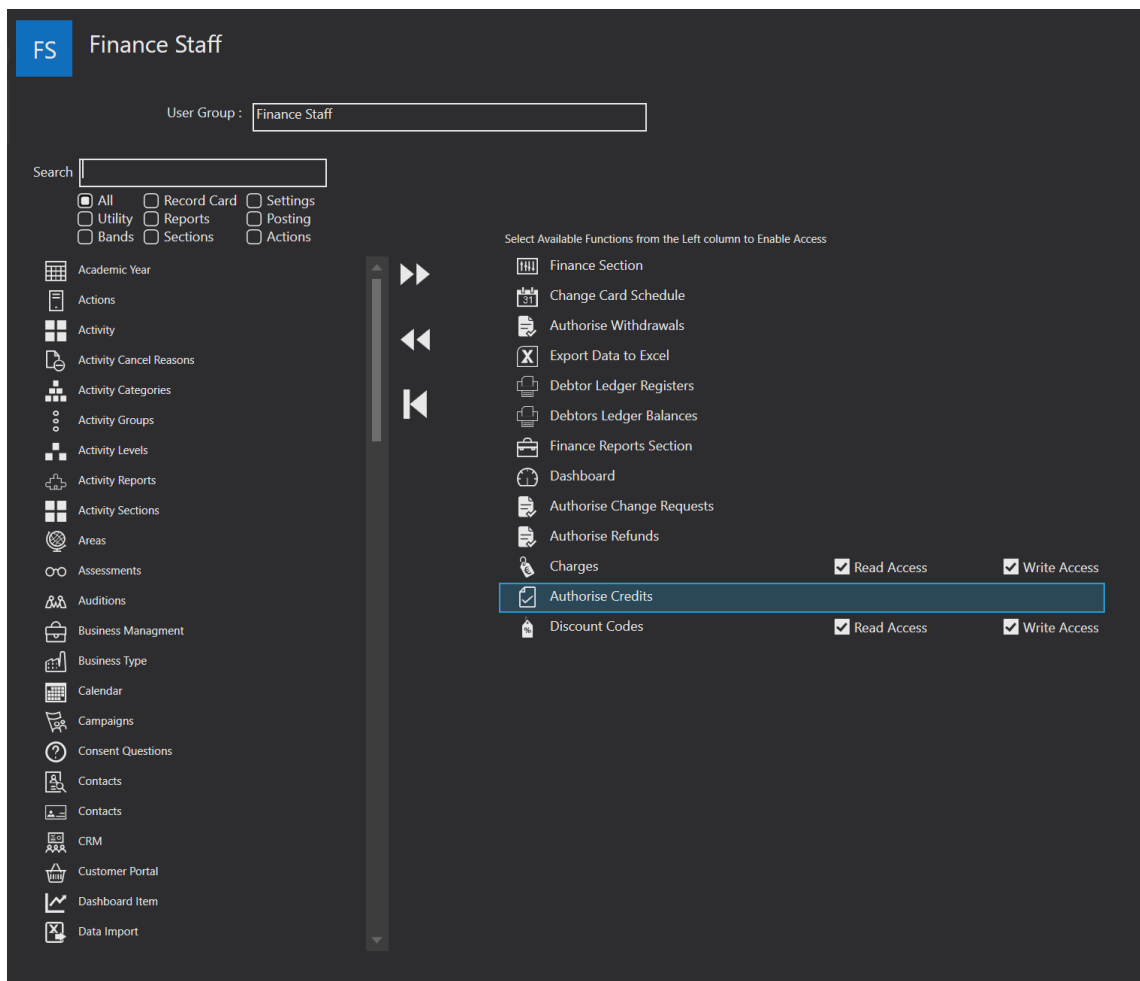 FS
Finance Staff
User Group : Finance Staff
Search
All Record Card Settings
Utility Reports Posting
Bands Sections Actions
Select Available Functions from the Left column to Enable Access
Academic Year
Actions
Activity
Activity Cancel Reasons
Activity Categories
Activity Groups
Activity Levels
Activity Reports
Activity Sections
Areas
Assessments
Auditions
Business Managment
Business Type
Calendar
Campaigns
Consent Questions
Contacts
Contacts
CRM
Customer Portal
Dashboard Item
Data Import
Finance Section
31 Change Card Schedule
Authorise Withdrawals
X Export Data to Excel
Debtor Ledger Registers
Debtors Ledger Balances
Finance Reports Section
Dashboard
Authorise Change Requests
Authorise Refunds
Charges Read Access Write Access
Authorise Credits
% Discount Codes Read Access Write Access